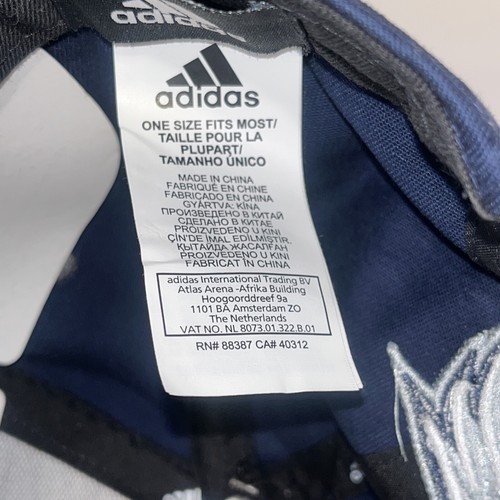 adidas
adidas
ONE SIZE FITS MOST/
TAILLE POUR LA
PLUPART/
TAMANHO ÚNICO
MADE IN CHINA
FABRIQUÉ EN CHINE
FABRICADO EN CHINA
GYÁRTVA: KÍNA
ПРОИЗВЕДЕНО В КИТАЙ
СДЕЛАНО В КИТАЕ
PROIZVEDENO U KINI
ÇİN'DE İMAL EDİLMİŞTİR.
ҚЫТАЙДА ЖАСАЛҒАН
PROIZVEDENO U KINI
FABRICAT ÎN CHINA
adidas International Trading BV
Atlas Arena -Afrika Building
Hoogoorddreef 9a
1101 BA Amsterdam ZO
The Netherlands
VAT NO. NL 8073.01.322.B.01
RN# 88387 CA# 40312